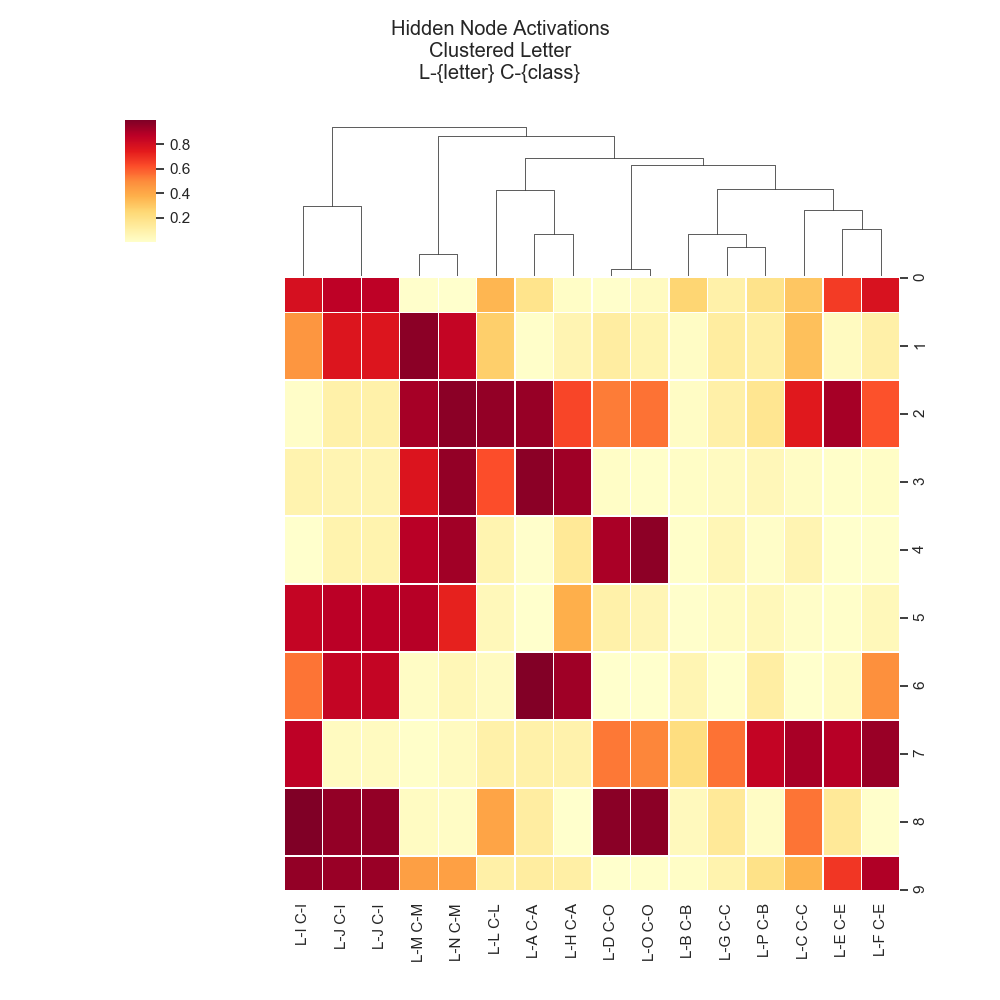 Hidden Node Activations
Clustered Letter
L-{letter} C-{class}
0.8
0.6
0.4
0.2
0
1
2
3
4
5
6
7
8
9
L-I C-I
L-J C-I
L-J C-I
L-M C-M
L-N C-M
L-L C-L
L-A C-A
L-H C-A
L-D C-O
L-O C-O
L-B C-B
L-G C-C
L-P C-B
L-C C-C
L-E C-E
L-F C-E